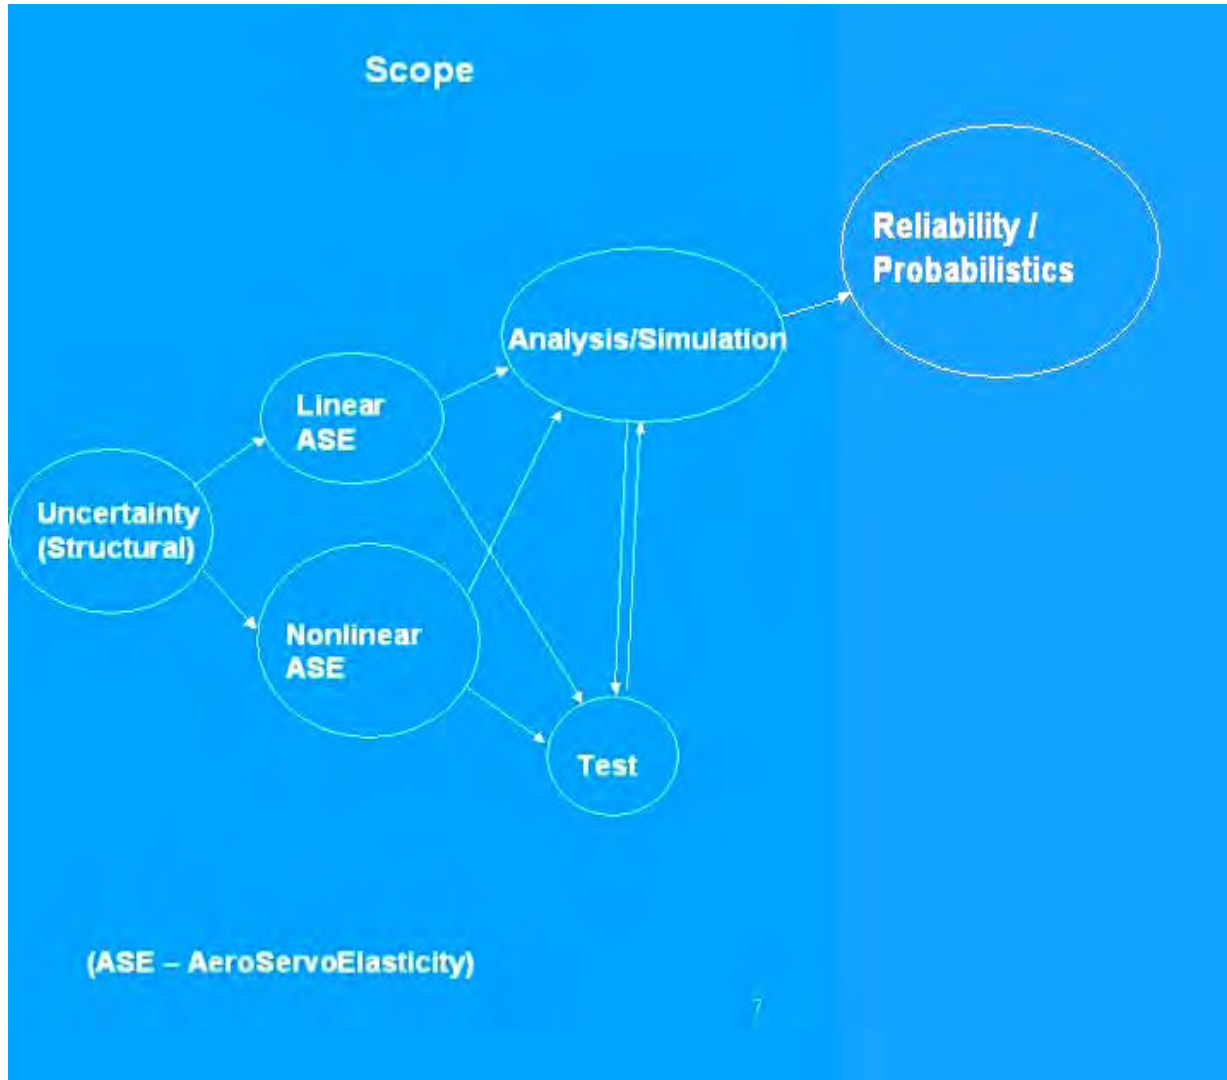 Scope
Reliability /
Probabilistics
Analysis/Simulation
Linear
ASE
Uncertainty
(Structural)
Nonlinear
ASE
Test
(ASE – AeroServoElasticity)
7